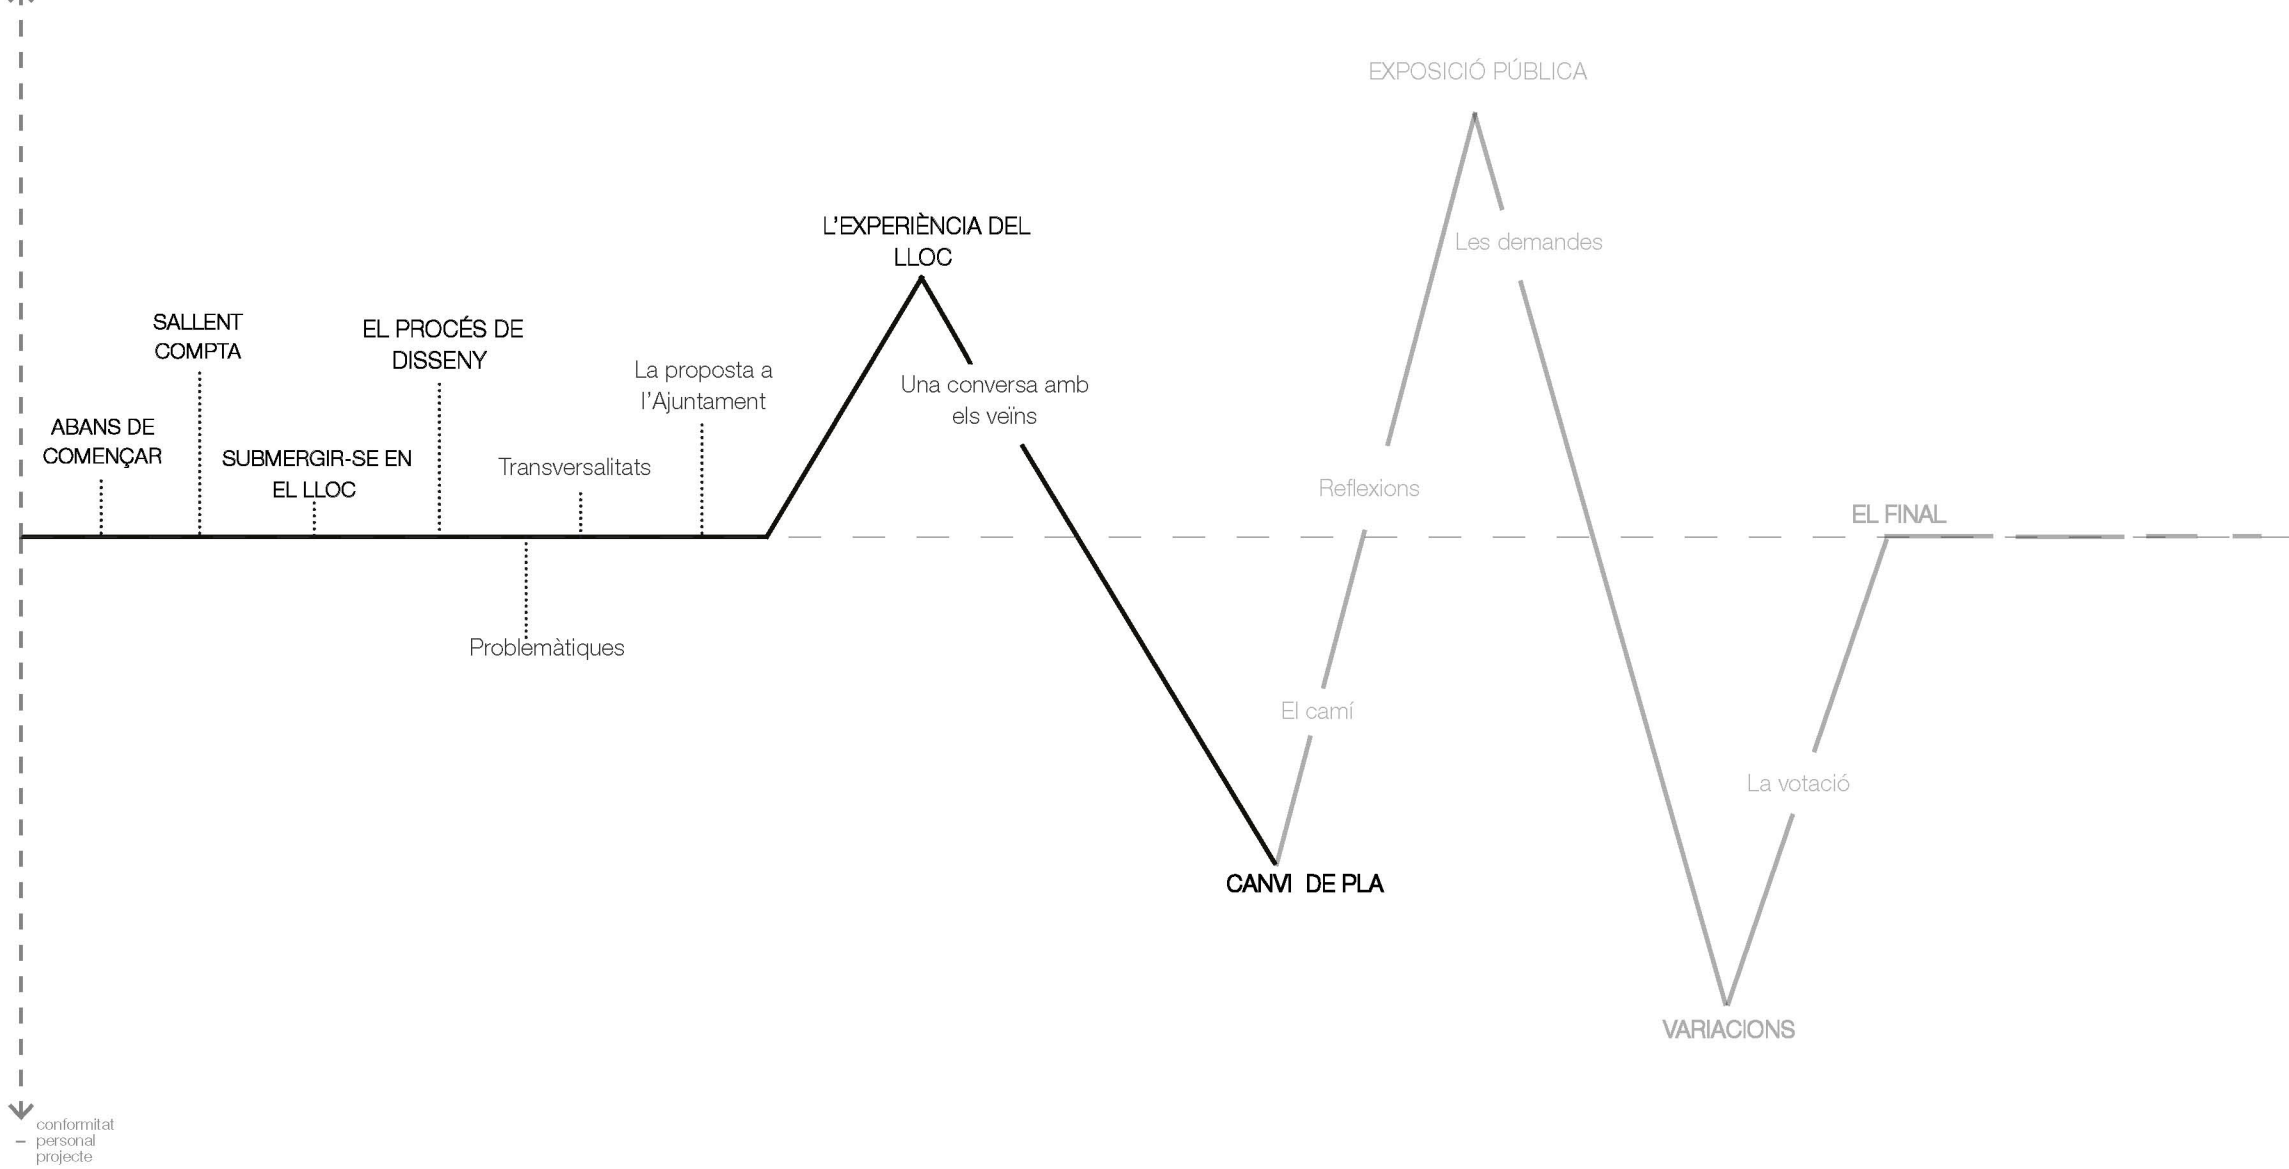 EXPOSICIÓ PÚBLICA
L'EXPERIÈNCIA DEL
LLOC
Les demandes
SALLENT
COMPTA
EL PROCÉS DE
DISSENY
La proposta a
l'Ajuntament
Una conversa amb
els veïns
ABANS DE
COMENÇAR
SUBMERGIR-SE EN
EL LLOC
Transversalitats
Reflexions
EL FINAL
Problemàtiques
El camí
La votació
CANVI DE PLA
VARIACIONS
conformitat
– personal
projecte